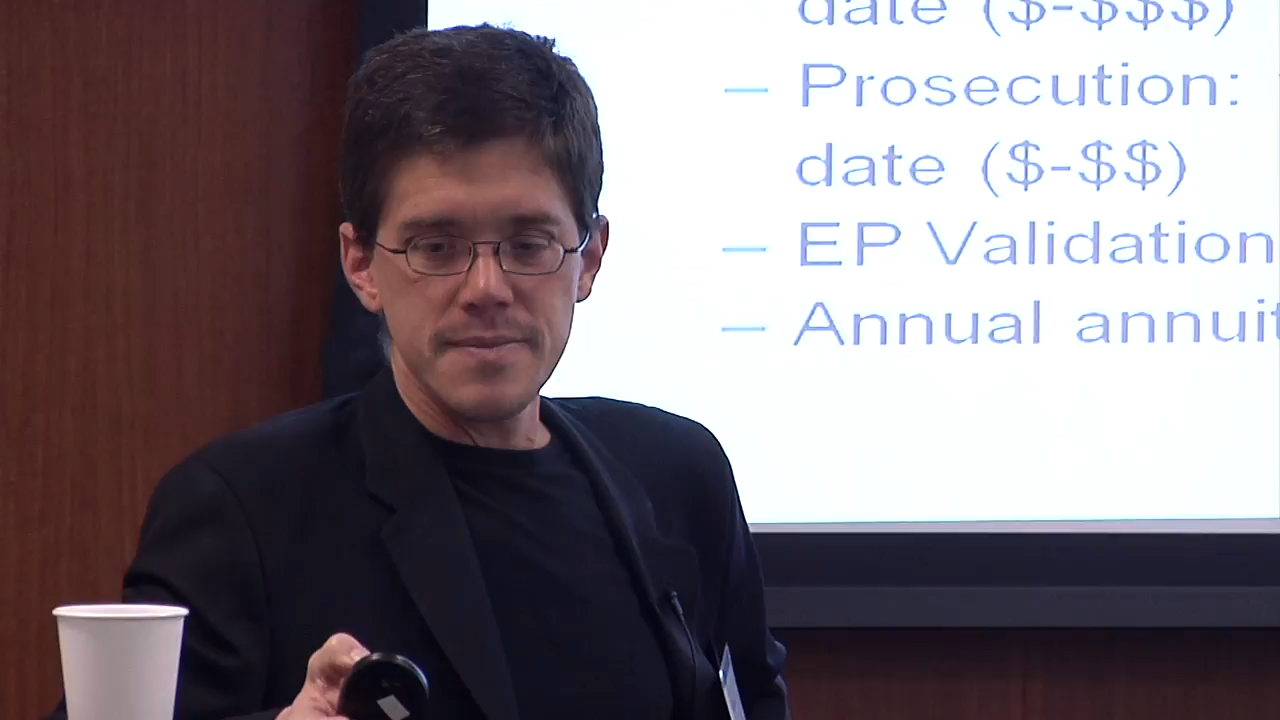 date ($-$$$)
– Prosecution:
date ($-$$)
– EP Validation
– Annual annuit